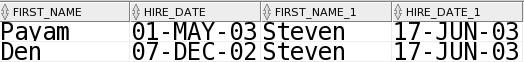 FIRST_NAME HIRE_DATE FIRST_NAME_1 HIRE_DATE_1
Pavam 01-MAY-03 Steven 17-JUN-03
Den 07-DEC-02 Steven 17-JUN-03